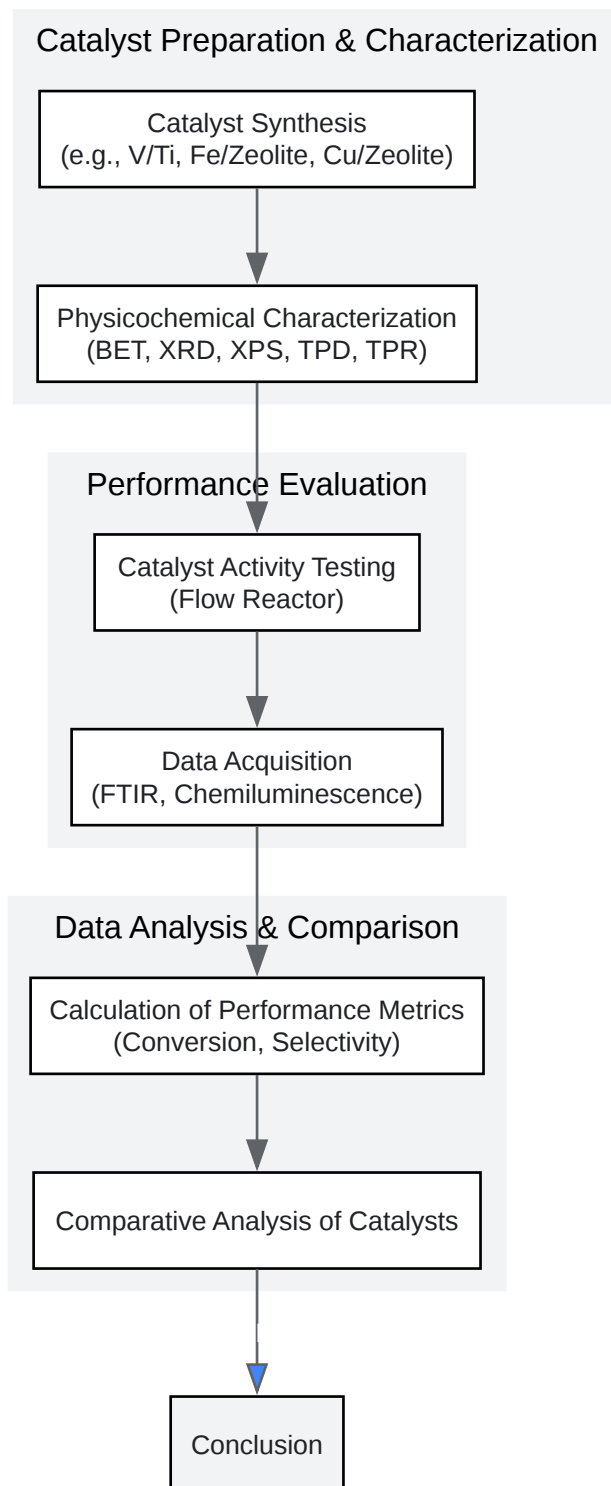 Catalyst Preparation & Characterization
Catalyst Synthesis
(e.g., V/Ti, Fe/Zeolite, Cu/Zeolite)
Physicochemical Characterization
(BET, XRD, XPS, TPD, TPR)
Performance Evaluation
Catalyst Activity Testing
(Flow Reactor)
Data Acquisition
(FTIR, Chemiluminescence)
Data Analysis & Comparison
Calculation of Performance Metrics
(Conversion, Selectivity)
Comparative Analysis of Catalysts
Conclusion